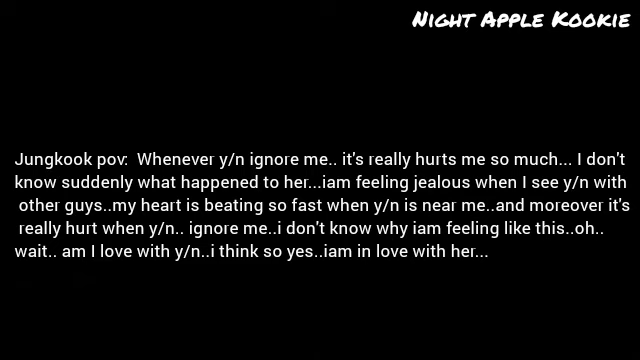 Night Apple Kookie
Jungkook pov:  Whenever y/n ignore me.. it's really hurts me so much... I don't
know suddenly what happened to her...iam feeling jealous when I see y/n with
other guys..my heart is beating so fast when y/n is near me..and moreover it's
really hurt when y/n.. ignore me..i don't know why iam feeling like this..oh..
wait.. am I love with y/n..i think so yes..iam in love with her...